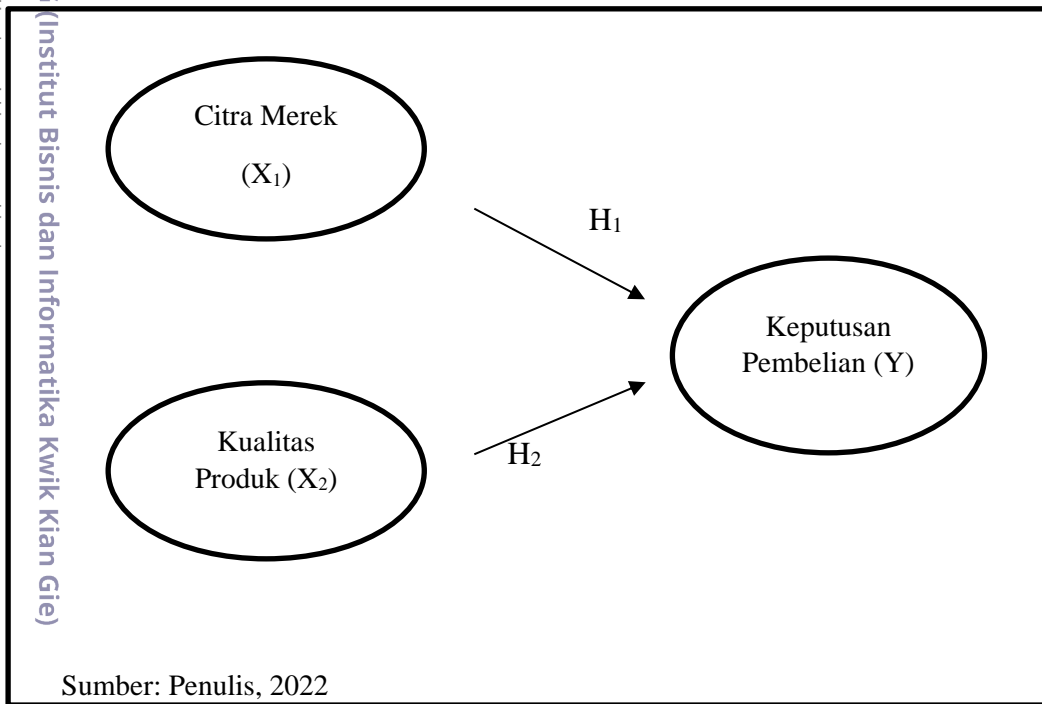 Citra Merek
(X₁)
H₁
Keputusan
Pembelian (Y)
Kualitas
Produk (X₂)
H₂
Sumber: Penulis, 2022
(Institut Bisnis dan Informatika Kwik Kian Gie)